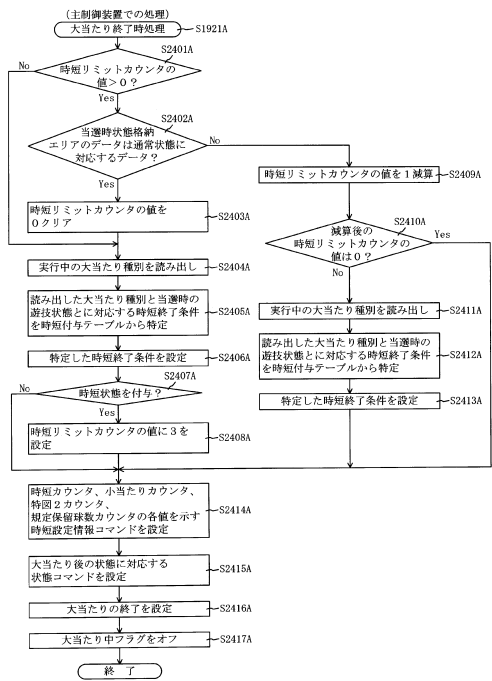 (主制御装置での処理)
大当たり終了時処理
S1921A
S2401A
時短リミットカウンタの
値>0?
No
Yes
S2402A
当選時状態格納
エリアのデータは通常状態に
対応するデータ?
No
Yes
S2403A
時短リミットカウンタの値を
0クリア
実行中の大当たり種別を読み出し
S2404A
読み出した大当たり種別と当選時の
遊技状態とに対応する時短終了条件
を時短付与テーブルから特定
S2405A
特定した時短終了条件を設定
S2406A
S2407A
時短状態を付与?
No
Yes
時短リミットカウンタの値に3を
設定
S2408A
時短リミットカウンタの値を1減算
S2409A
S2410A
減算後の
時短リミットカウンタの
値は0?
Yes
No
実行中の大当たり種別を読み出し
S2411A
読み出した大当たり種別と当選時の
遊技状態とに対応する時短終了条件
を時短付与テーブルから特定
S2412A
特定した時短終了条件を設定
S2413A
時短カウンタ、小当たりカウンタ、
特図2カウンタ、
規定保留球数カウンタの各値を示す
時短設定情報コマンドを設定
S2414A
大当たり後の状態に対応する
状態コマンドを設定
S2415A
大当たりの終了を設定
S2416A
大当たり中フラグをオフ
S2417A
終 了